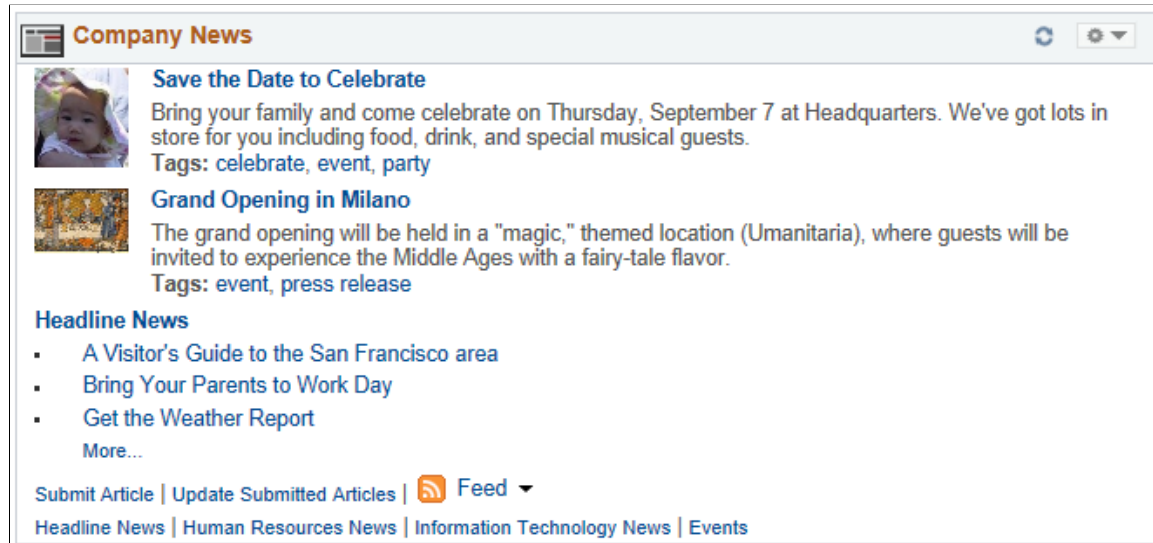 Company News
Save the Date to Celebrate
Bring your family and come celebrate on Thursday, September 7 at Headquarters. We've got lots in
store for you including food, drink, and special musical guests.
Tags: celebrate, event, party
Grand Opening in Milano
The grand opening will be held in a "magic," themed location (Umanitaria), where guests will be
invited to experience the Middle Ages with a fairy-tale flavor.
Tags: event, press release
Headline News
▪ A Visitor's Guide to the San Francisco area
▪ Bring Your Parents to Work Day
▪ Get the Weather Report
More...
Submit Article | Update Submitted Articles | Feed
Headline News | Human Resources News | Information Technology News | Events